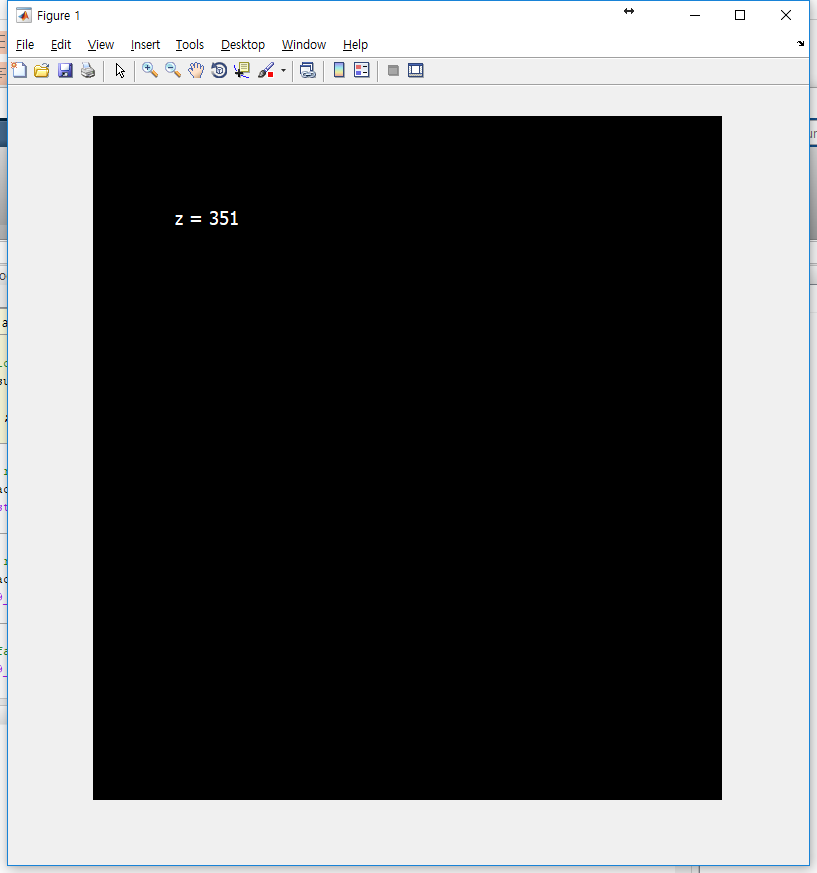 Figure 1
File Edit View Insert Tools Desktop Window Help
z = 351